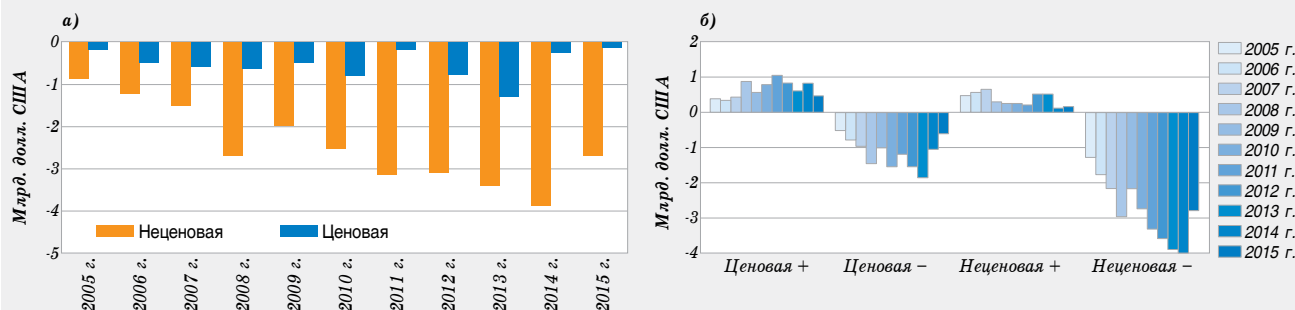 а)
Млрд. долл. США
0
-1
-2
-3
-4
-5
Неценовая
Ценовая
2005 г.
2006 г.
2007 г.
2008 г.
2009 г.
2010 г.
2011 г.
2012 г.
2013 г.
2014 г.
2015 г.
б)
Млрд. долл. США
2
1
0
-1
-2
-3
-4
Ценовая +
Ценовая –
Неценовая +
Неценовая –
2005 г.
2006 г.
2007 г.
2008 г.
2009 г.
2010 г.
2011 г.
2012 г.
2013 г.
2014 г.
2015 г.